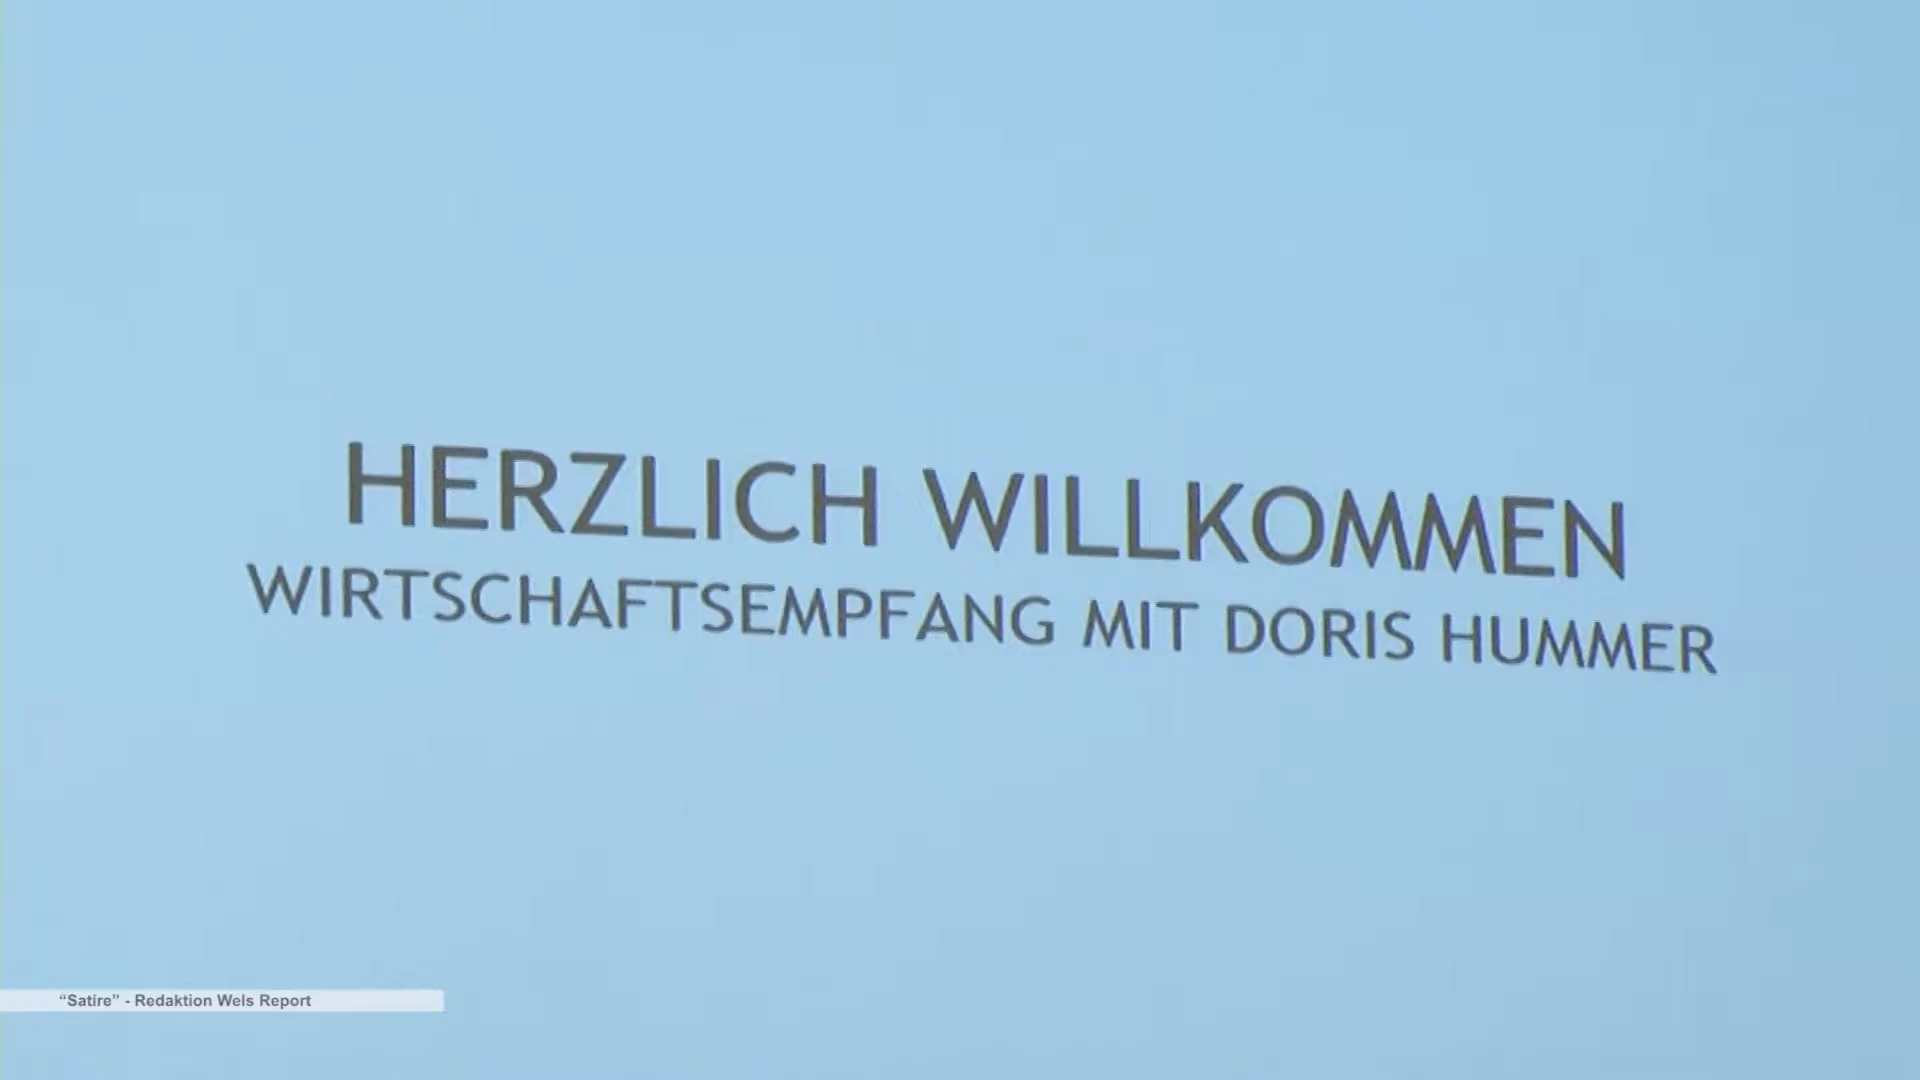 HERZLICH WILLKOMMEN
WIRTSCHAFTSEMPFANG MIT DORIS HUMMER
“Satire” - Redaktion Wels Report